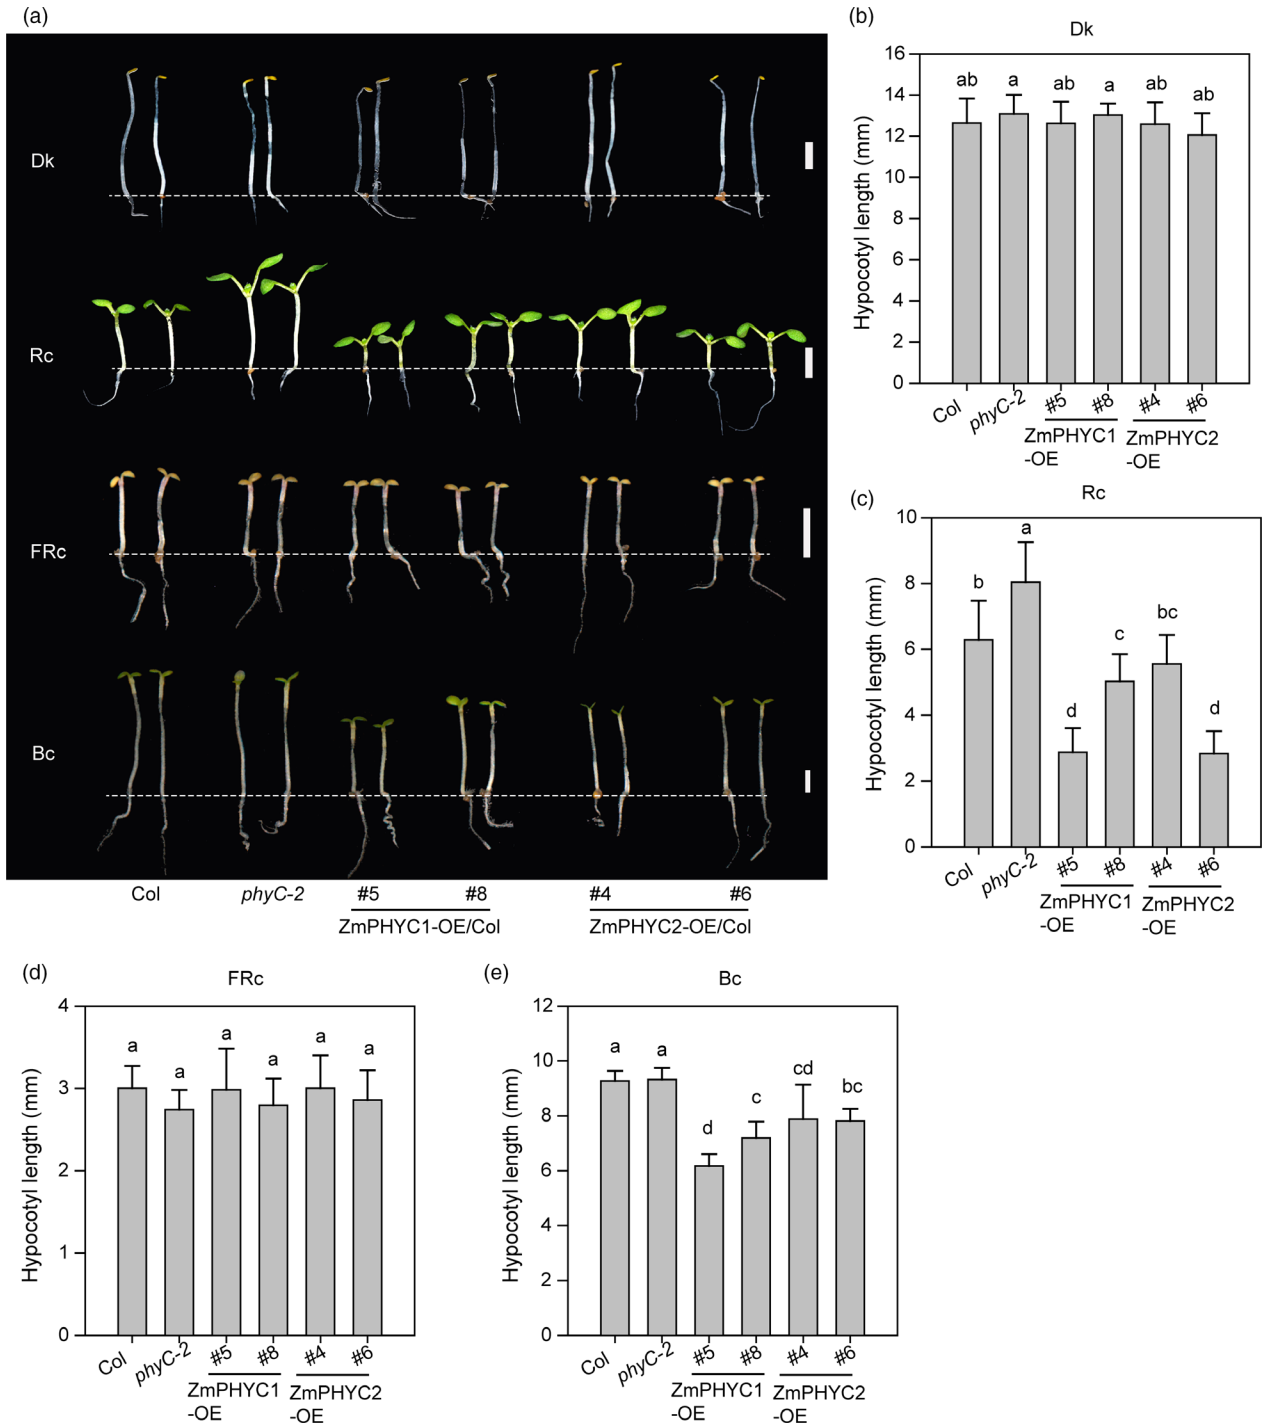 (a)
Dk
Rc
FRc
Bc
Col phyC-2 #5 #8 #4 #6
ZmPHYC1-OE/Col ZmPHYC2-OE/Col
(b)
Dk
Hypocotyl length (mm)
16
14
12
10
8
6
4
2
0
ab a ab a ab ab
Col phyC-2 #5 #8 #4 #6
ZmPHYC1 ZmPHYC2
-OE -OE
(c)
Rc
Hypocotyl length (mm)
10
8
6
4
2
0
b a d c bc d
Col phyC-2 #5 #8 #4 #6
ZmPHYC1 ZmPHYC2
-OE -OE
(d)
FRc
Hypocotyl length (mm)
4
3
2
1
0
a a a a a a
Col phyC-2 #5 #8 #4 #6
ZmPHYC1 ZmPHYC2
-OE -OE
(e)
Bc
Hypocotyl length (mm)
12
10
8
6
4
2
0
a a d c cd bc
Col phyC-2 #5 #8 #4 #6
ZmPHYC1 ZmPHYC2
-OE -OE